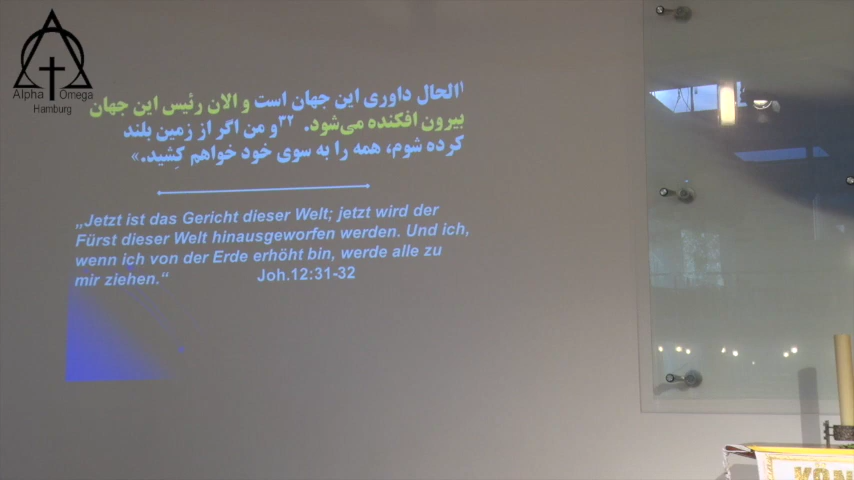 Alpha Omega
Hamburg
الحال داوری این جهان است و الان رئیس این جهان
بیرون افکنده می‌شود. ۳۲و من اگر از زمین بلند
کرده شوم، همه را به سوی خود خواهم کِشید.»
„Jetzt ist das Gericht dieser Welt; jetzt wird der
Fürst dieser Welt hinausgeworfen werden. Und ich,
wenn ich von der Erde erhöht bin, werde alle zu
mir ziehen.“ Joh.12:31-32